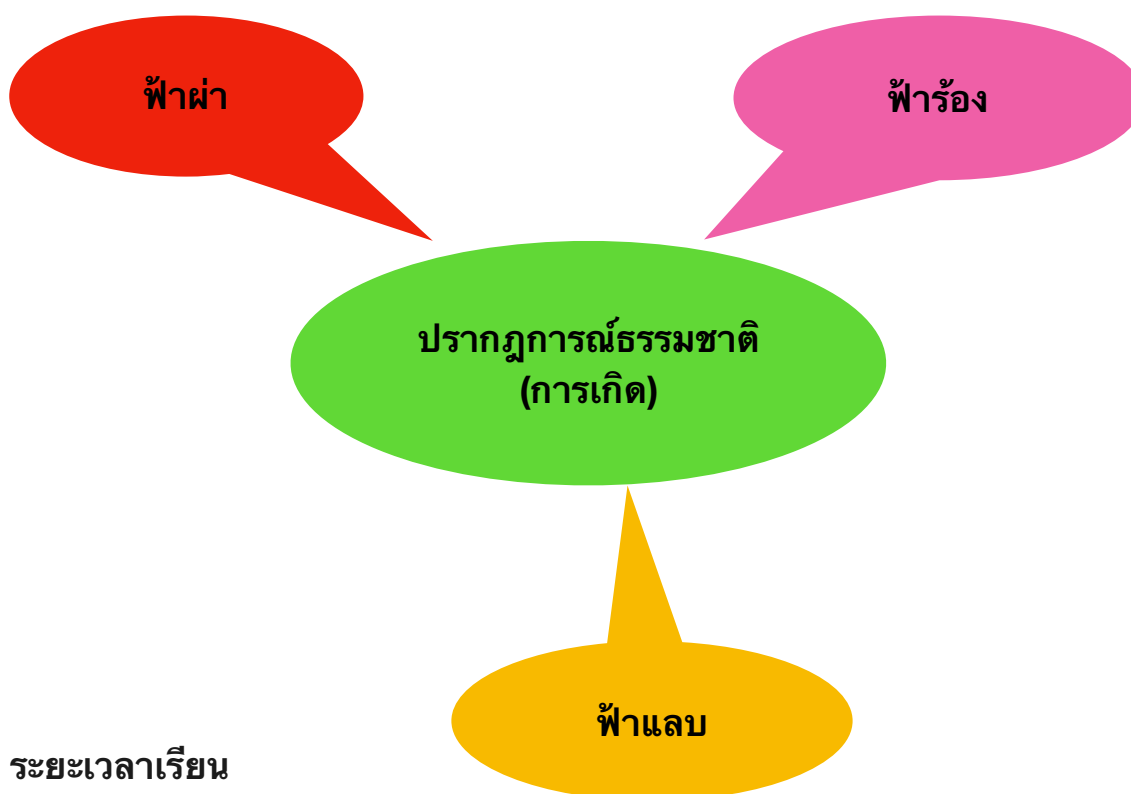 ฟ้าผ่า
ฟ้าร้อง
ปรากฎการณ์ธรรมชาติ
(การเกิด)
ฟ้าแลบ
ระยะเวลาเรียน